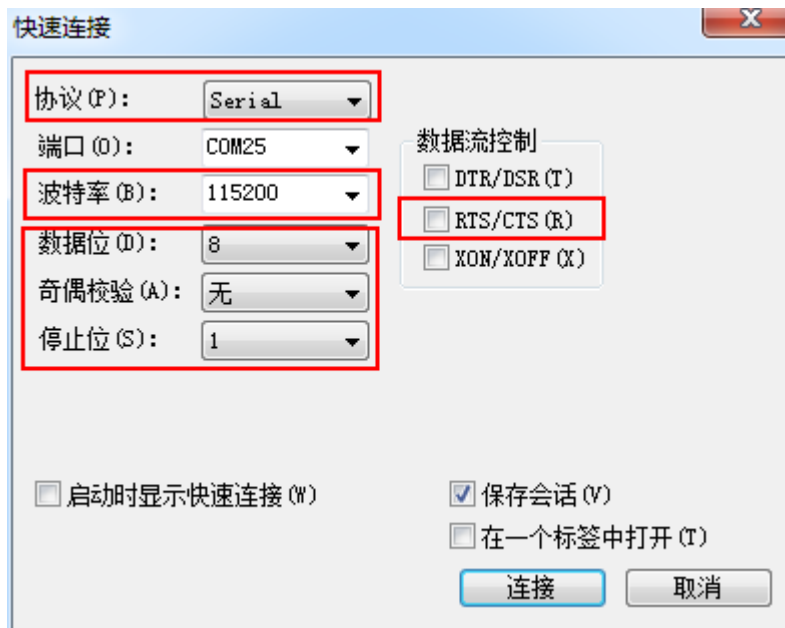 快速连接
协议(P): Serial
端口(O): COM25
波特率(B): 115200
数据位(D): 8
奇偶校验(A): 无
停止位(S): 1
数据流控制
DTR/DSR(T)
RTS/CTS(R)
XON/XOFF(X)
启动时显示快速连接(W)
保存会话(V)
在一个标签中打开(T)
连接
取消